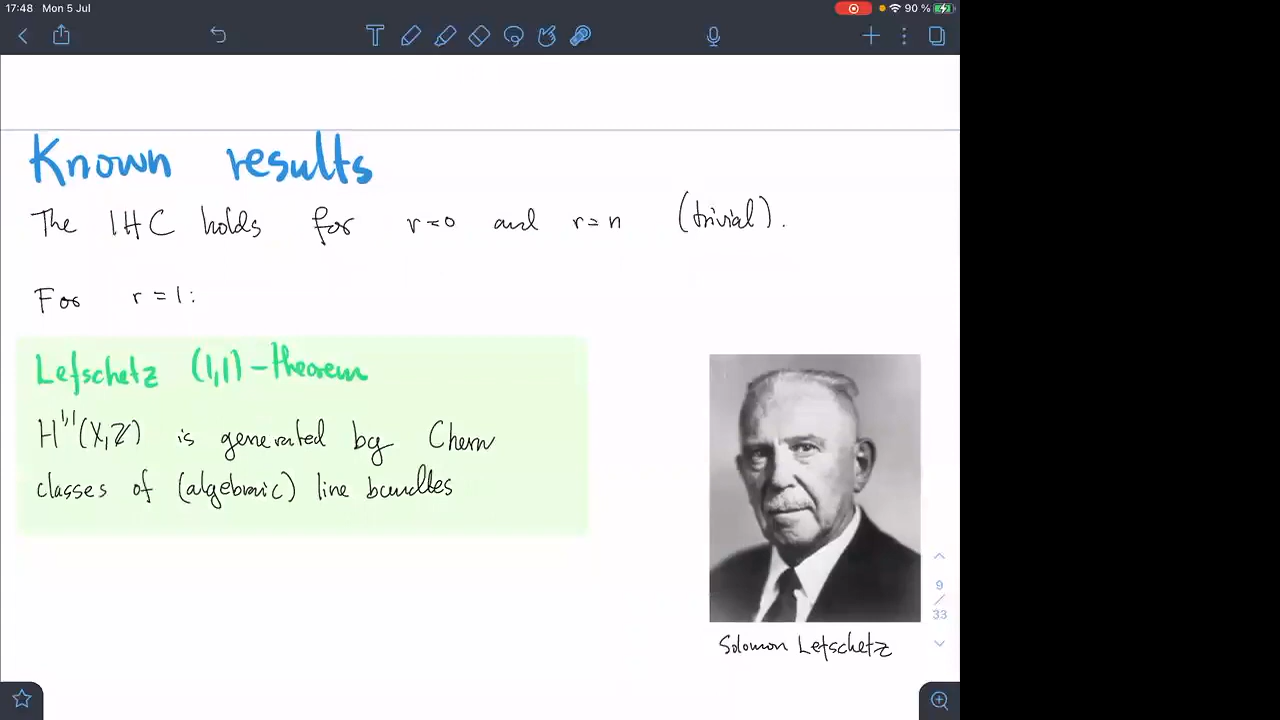 17:48 Mon 5 Jul
90 %
Known results
The IHC holds for r=0 and r=n (trivial).
For r=1:
Lefschetz (1,1)-theorem
H^{1,1}(X,ℤ) is generated by Chern
classes of (algebraic) line bundles
Solomon Lefschetz
9
/
33